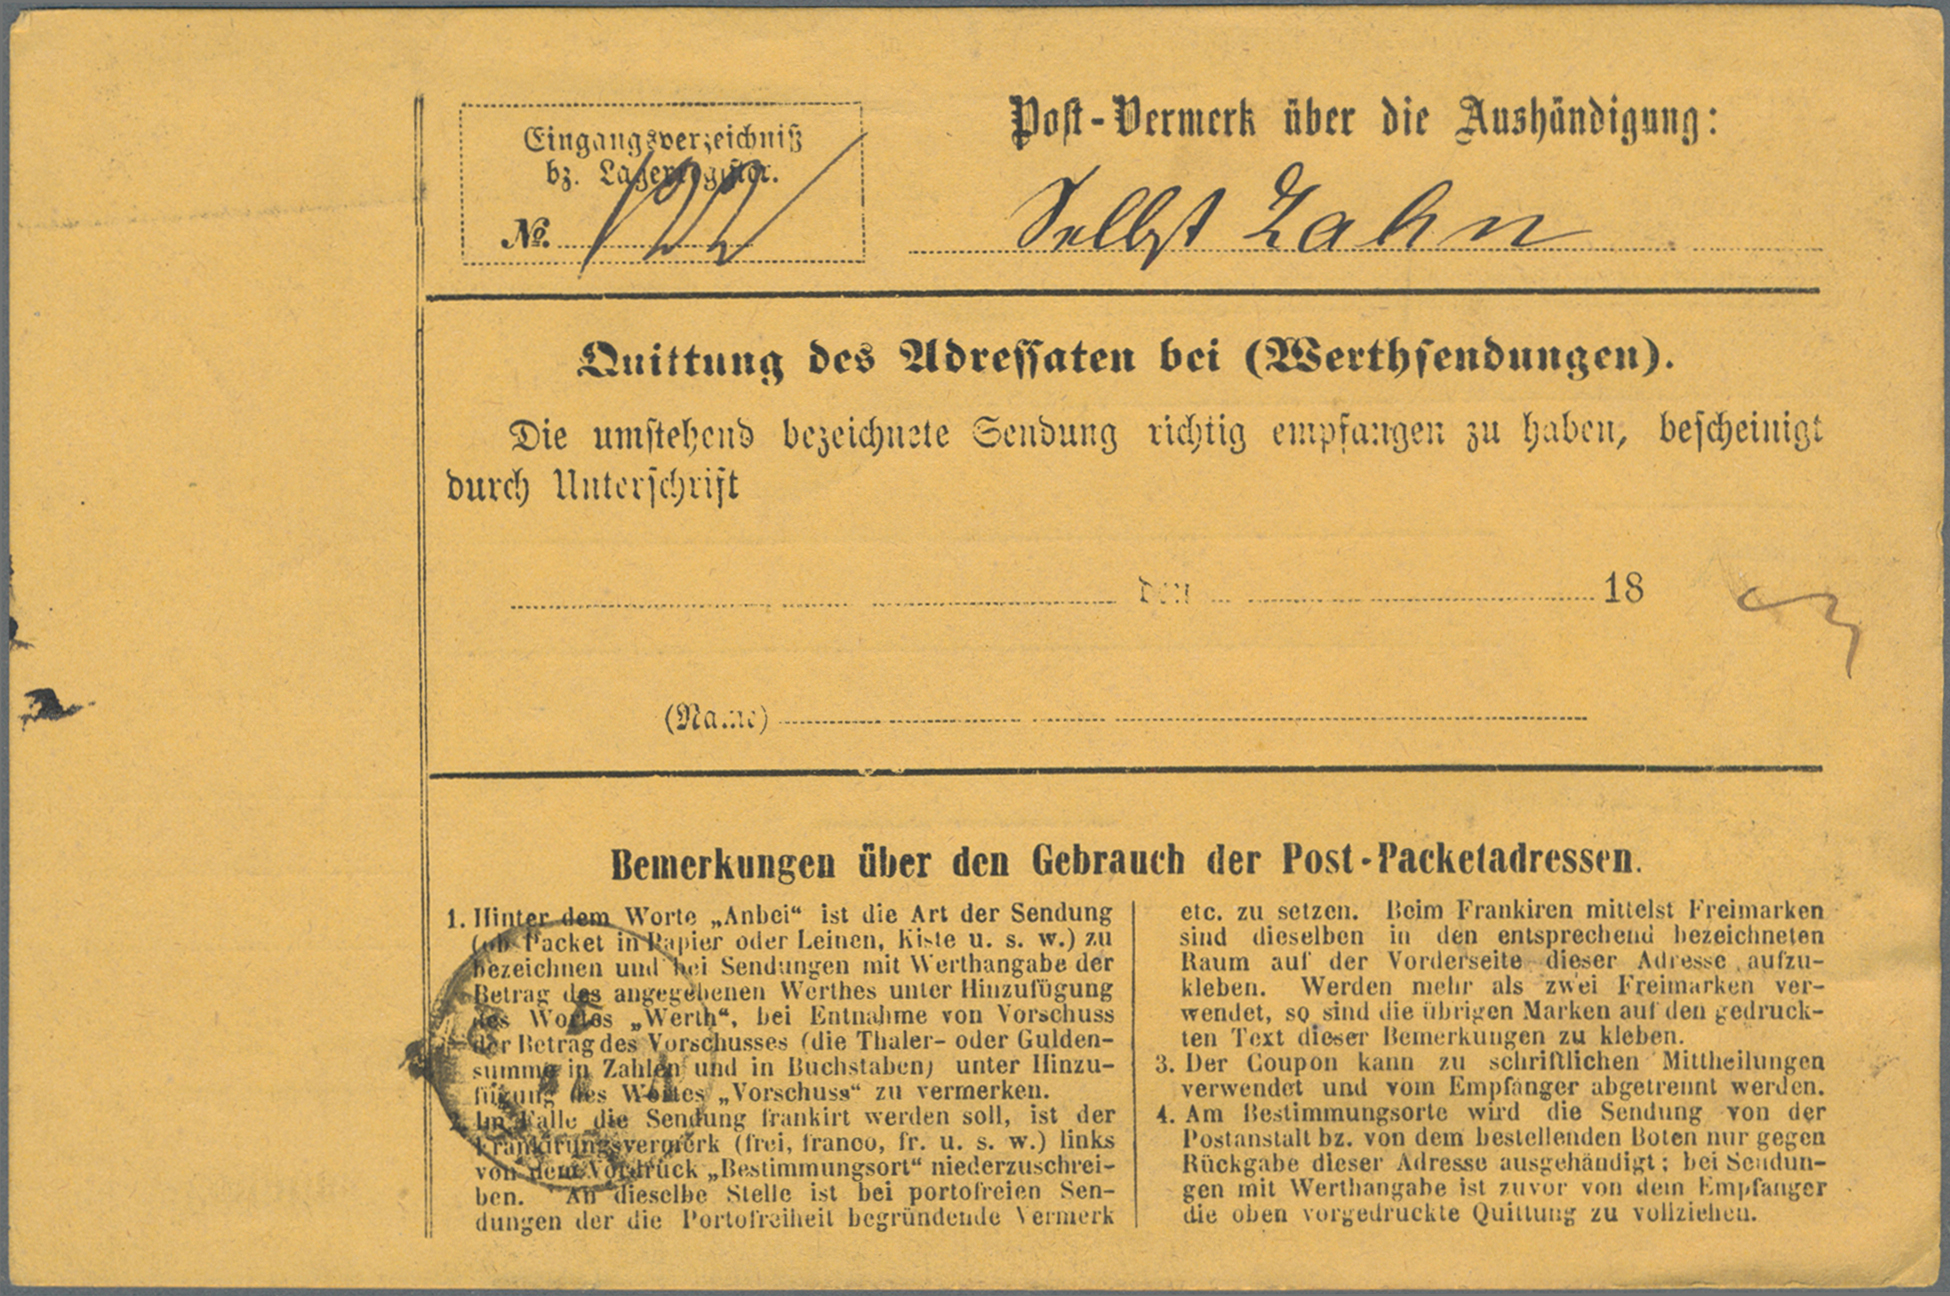 Eingangsverzeichniß
bz. Lagerregister.
No. 122
Post-Vermerk über die Aushändigung:
Selbst Zahn
Quittung des Adressaten bei (Werthsendungen).
Die umstehend bezeichnete Sendung richtig empfangen zu haben, bescheinigt
durch Unterschrift
den 18
(Name)
Bemerkungen über den Gebrauch der Post-Packetadressen.
1. Hinter dem Worte „Anbei“ ist die Art der Sendung
(ob Packet in Papier oder Leinen, Kiste u. s. w.) zu
bezeichnen und bei Sendungen mit Werthangabe der
Betrag des angegebenen Werthes unter Hinzufügung
des Wortes „Werth“, bei Entnahme von Vorschuss
der Betrag des Vorschusses (die Thaler- oder Gulden-
summe in Zahlen und in Buchstaben) unter Hinzu-
fügung des Wortes „Vorschuss“ zu vermerken.
2. Im Falle die Sendung frankirt werden soll, ist der
Frankirungsvermerk (frei, franco, fr. u. s. w.) links
von dem Vordruck „Bestimmungsort“ niederzuschrei-
ben. An dieselbe Stelle ist bei portofreien Sen-
dungen der die Portofreiheit begründende Vermerk
etc. zu setzen. Beim Frankiren mittelst Freimarken
sind dieselben in den entsprechend bezeichneten
Raum auf der Vorderseite dieser Adresse aufzu-
kleben. Werden mehr als zwei Freimarken ver-
wendet, so sind die übrigen Marken auf den gedruck-
ten Text dieser Bemerkungen zu kleben.
3. Der Coupon kann zu schriftlichen Mittheilungen
verwendet und vom Empfänger abgetrennt werden.
4. Am Bestimmungsorte wird die Sendung von der
Postanstalt bz. von dem bestellenden Boten nur gegen
Rückgabe dieser Adresse ausgehändigt; bei Sendun-
gen mit Werthangabe ist zuvor von dem Empfänger
die oben vorgedruckte Quittung zu vollziehen.